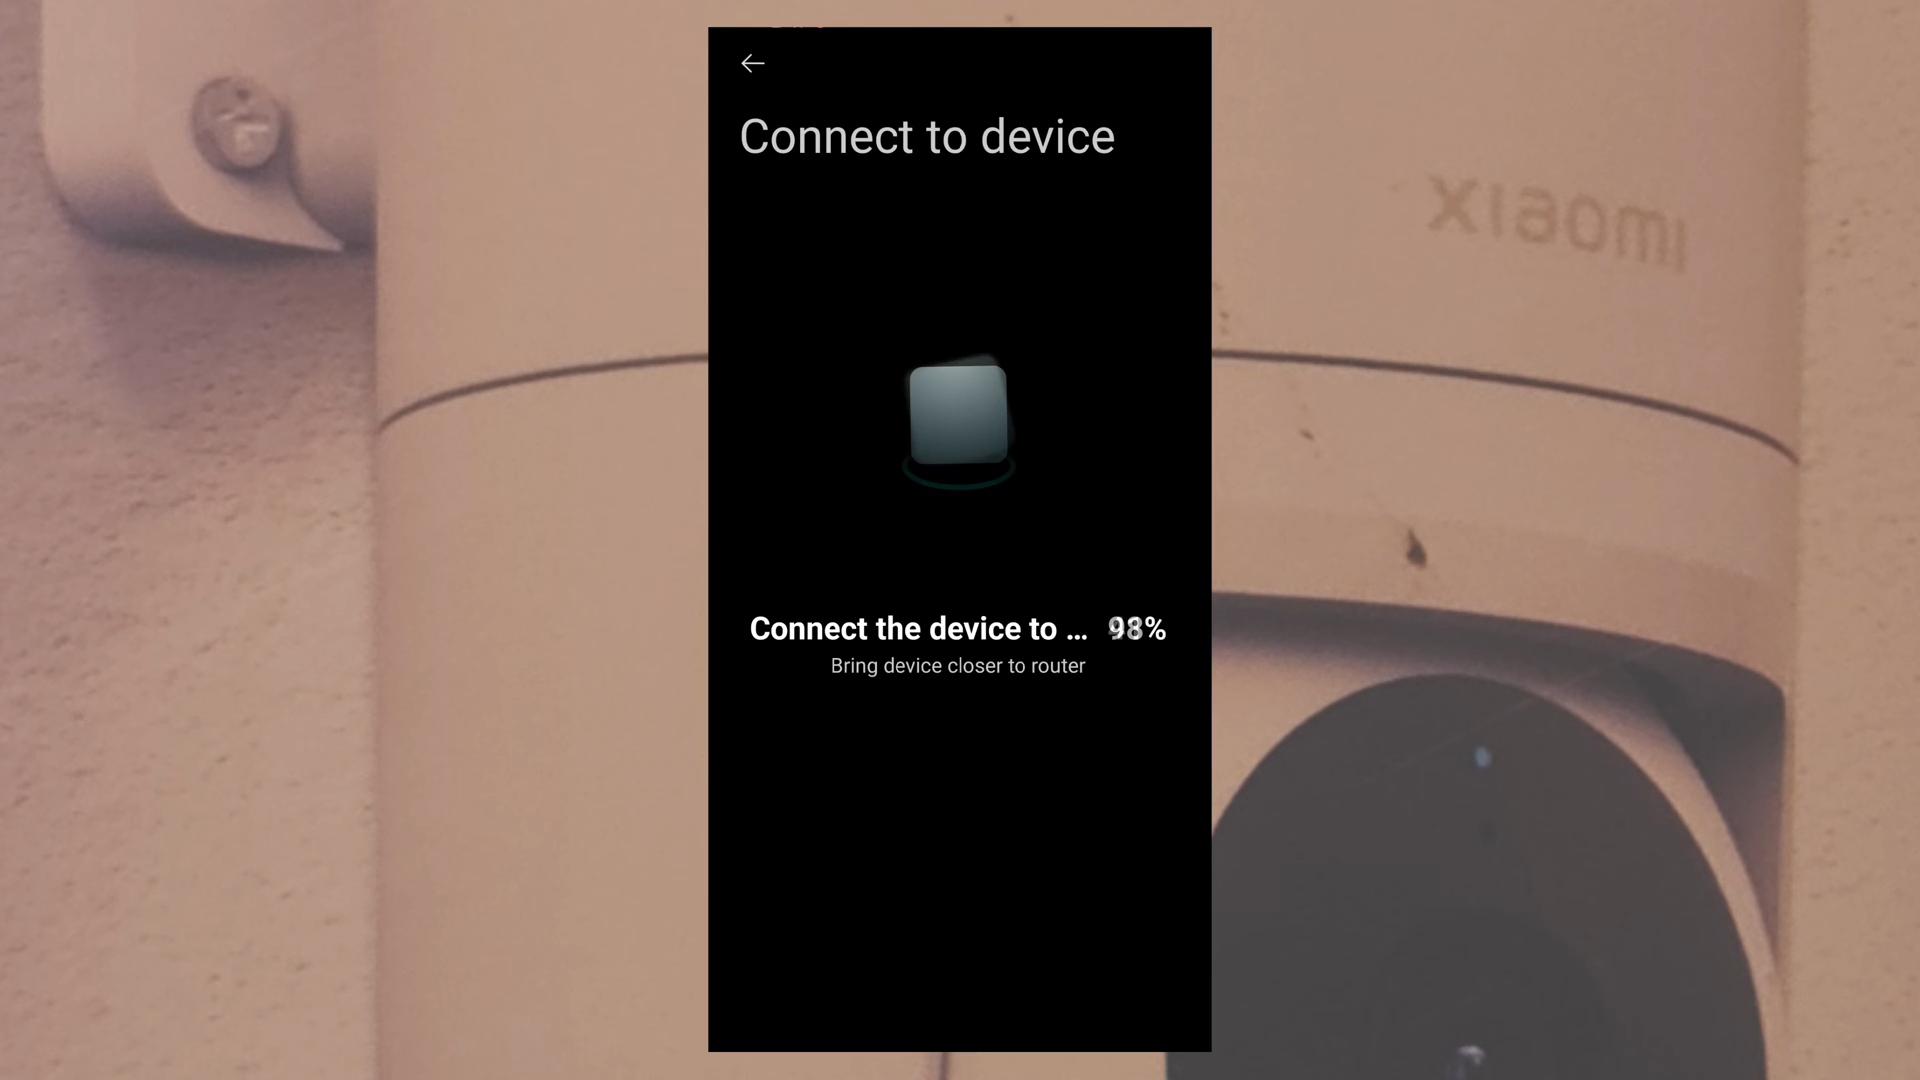 Connect to device
xiaomi
Connect the device to ... 98%
Bring device closer to router